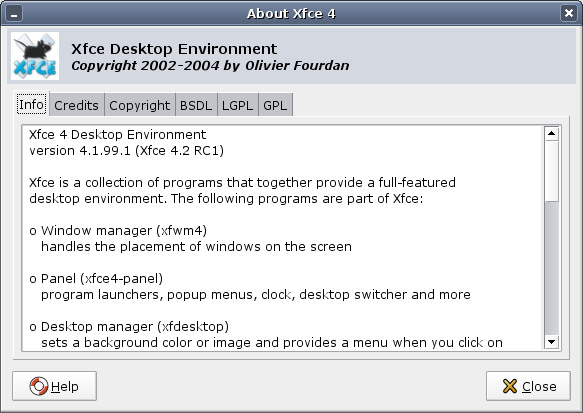 About Xfce 4
XFCE
Xfce Desktop Environment
Copyright 2002-2004 by Olivier Fourdan
Info Credits Copyright BSDL LGPL GPL
Xfce 4 Desktop Environment
version 4.1.99.1 (Xfce 4.2 RC1)
Xfce is a collection of programs that together provide a full-featured
desktop environment. The following programs are part of Xfce:
o Window manager (xfwm4)
handles the placement of windows on the screen
o Panel (xfce4-panel)
program launchers, popup menus, clock, desktop switcher and more
o Desktop manager (xfdesktop)
sets a background color or image and provides a menu when you click on
Help Close